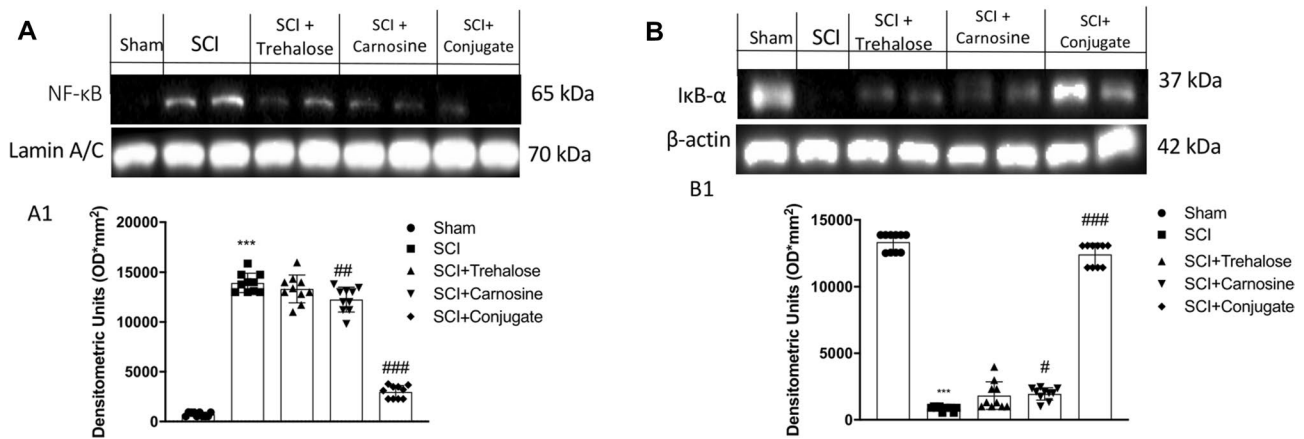 A
Sham
SCI
SCI +
Trehalose
SCI +
Carnosine
SCI+
Conjugate
NF-κB
65 kDa
Lamin A/C
70 kDa
A1
Densitometric Units (OD*mm²)
20000
15000
10000
5000
0
***
##
###
Sham
SCI
SCI+Trehalose
SCI+Carnosine
SCI+Conjugate
B
Sham
SCI
SCI +
Trehalose
SCI +
Carnosine
SCI+
Conjugate
IκB-α
37 kDa
β-actin
42 kDa
B1
Densitometric Units (OD*mm²)
15000
10000
5000
0
***
#
###
Sham
SCI
SCI+Trehalose
SCI+Carnosine
SCI+Conjugate